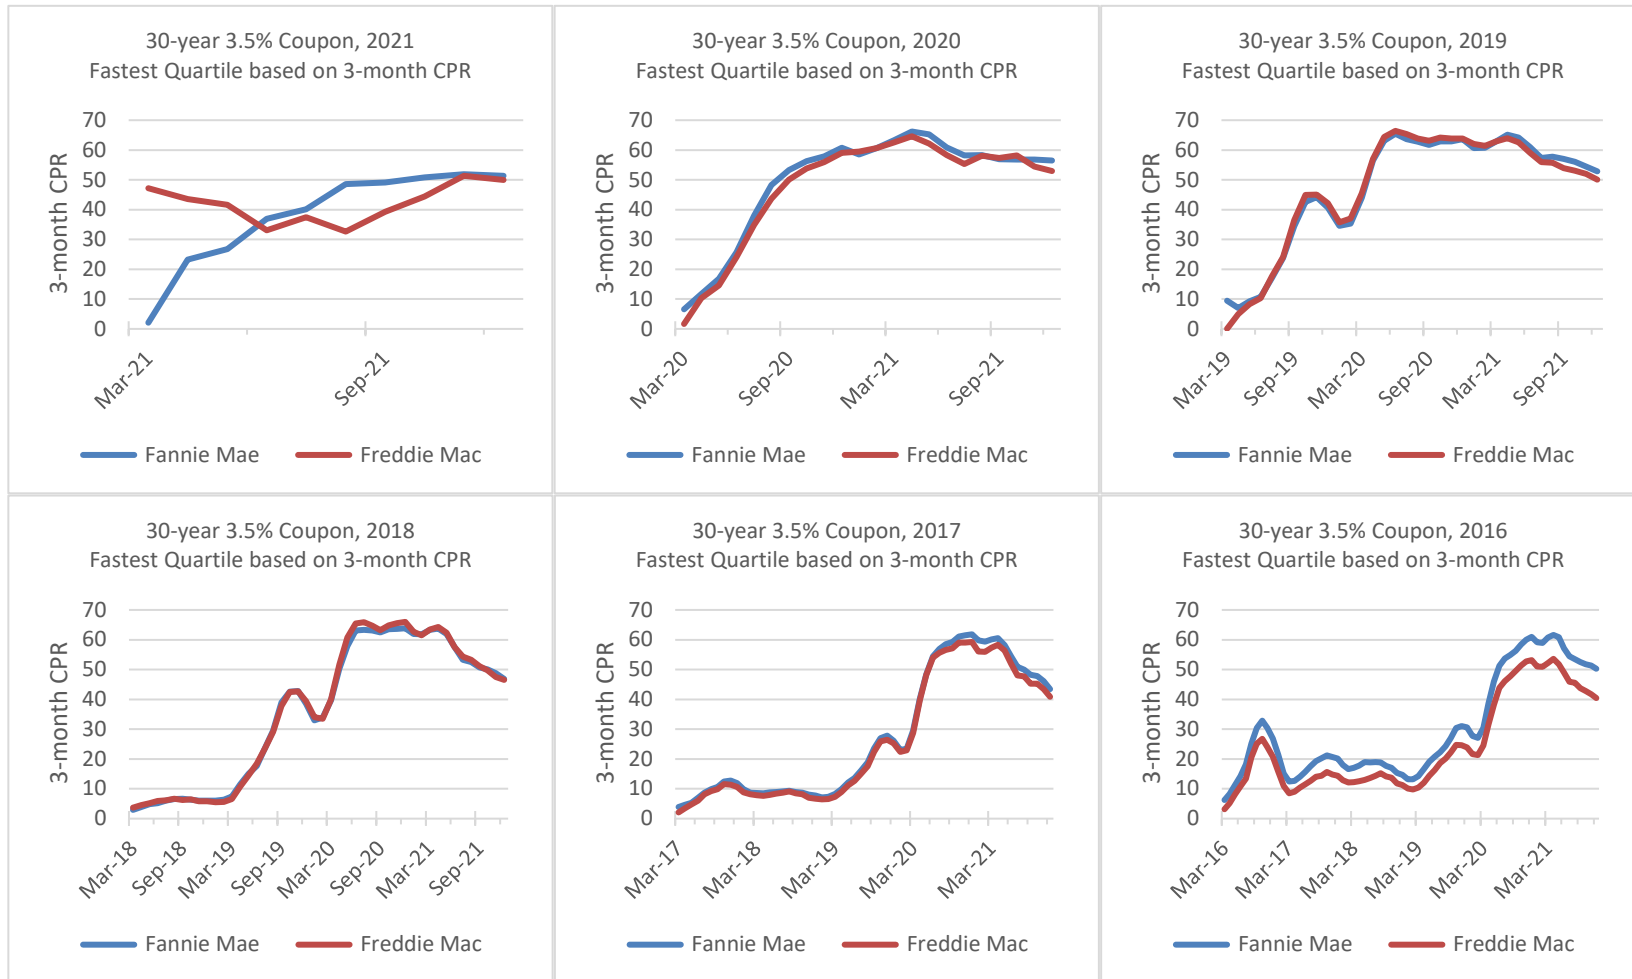 30-year 3.5% Coupon, 2021
Fastest Quartile based on 3-month CPR
3-month CPR
70
60
50
40
30
20
10
0
Mar-21
Sep-21
Fannie Mae
Freddie Mac
30-year 3.5% Coupon, 2020
Fastest Quartile based on 3-month CPR
3-month CPR
70
60
50
40
30
20
10
0
Mar-20
Sep-20
Mar-21
Sep-21
Fannie Mae
Freddie Mac
30-year 3.5% Coupon, 2019
Fastest Quartile based on 3-month CPR
3-month CPR
70
60
50
40
30
20
10
0
Mar-19
Sep-19
Mar-20
Sep-20
Mar-21
Sep-21
Fannie Mae
Freddie Mac
30-year 3.5% Coupon, 2018
Fastest Quartile based on 3-month CPR
3-month CPR
70
60
50
40
30
20
10
0
Mar-18
Sep-18
Mar-19
Sep-19
Mar-20
Sep-20
Mar-21
Sep-21
Fannie Mae
Freddie Mac
30-year 3.5% Coupon, 2017
Fastest Quartile based on 3-month CPR
3-month CPR
70
60
50
40
30
20
10
0
Mar-17
Mar-18
Mar-19
Mar-20
Mar-21
Fannie Mae
Freddie Mac
30-year 3.5% Coupon, 2016
Fastest Quartile based on 3-month CPR
3-month CPR
70
60
50
40
30
20
10
0
Mar-16
Mar-17
Mar-18
Mar-19
Mar-20
Mar-21
Fannie Mae
Freddie Mac